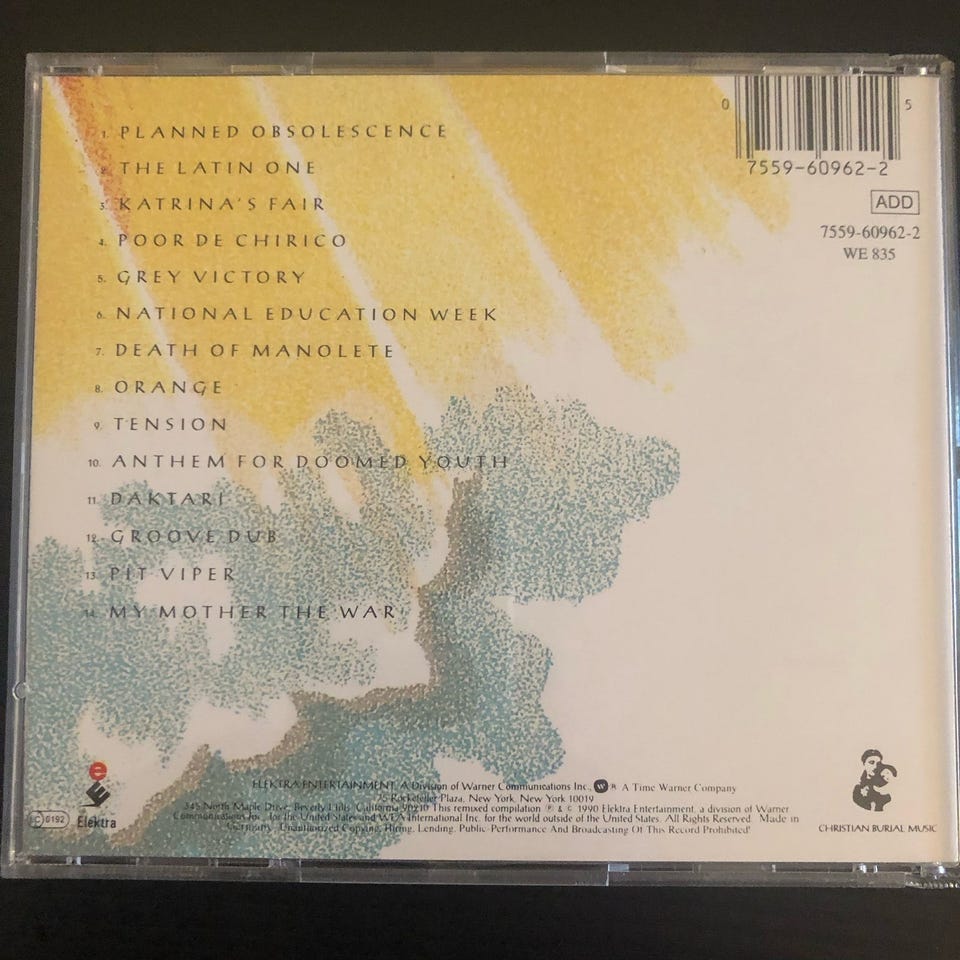 1. PLANNED OBSOLESCENCE
2. THE LATIN ONE
3. KATRINA'S FAIR
4. POOR DE CHIRICO
5. GREY VICTORY
6. NATIONAL EDUCATION WEEK
7. DEATH OF MANOLETE
8. ORANGE
9. TENSION
10. ANTHEM FOR DOOMED YOUTH
11. DAKTARI
12. GROOVE DUB
13. PIT VIPER
14. MY MOTHER THE WAR
0 5
7559-60962-2
ADD
7559-60962-2
WE 835
e
LC 0192
Elektra
ELEKTRA ENTERTAINMENT, A Division of Warner Communications Inc., W ® A Time Warner Company
75 Rockefeller Plaza, New York, New York 10019
345 North Maple Drive, Beverly Hills, California 90210 This remixed compilation ℗ & © 1990 Elektra Entertainment, a division of Warner
Communications Inc., for the United States and WEA International Inc. for the world outside of the United States. All Rights Reserved. Made in
Germany. Unauthorized Copying, Hiring, Lending, Public Performance And Broadcasting Of This Record Prohibited!
CHRISTIAN BURIAL MUSIC